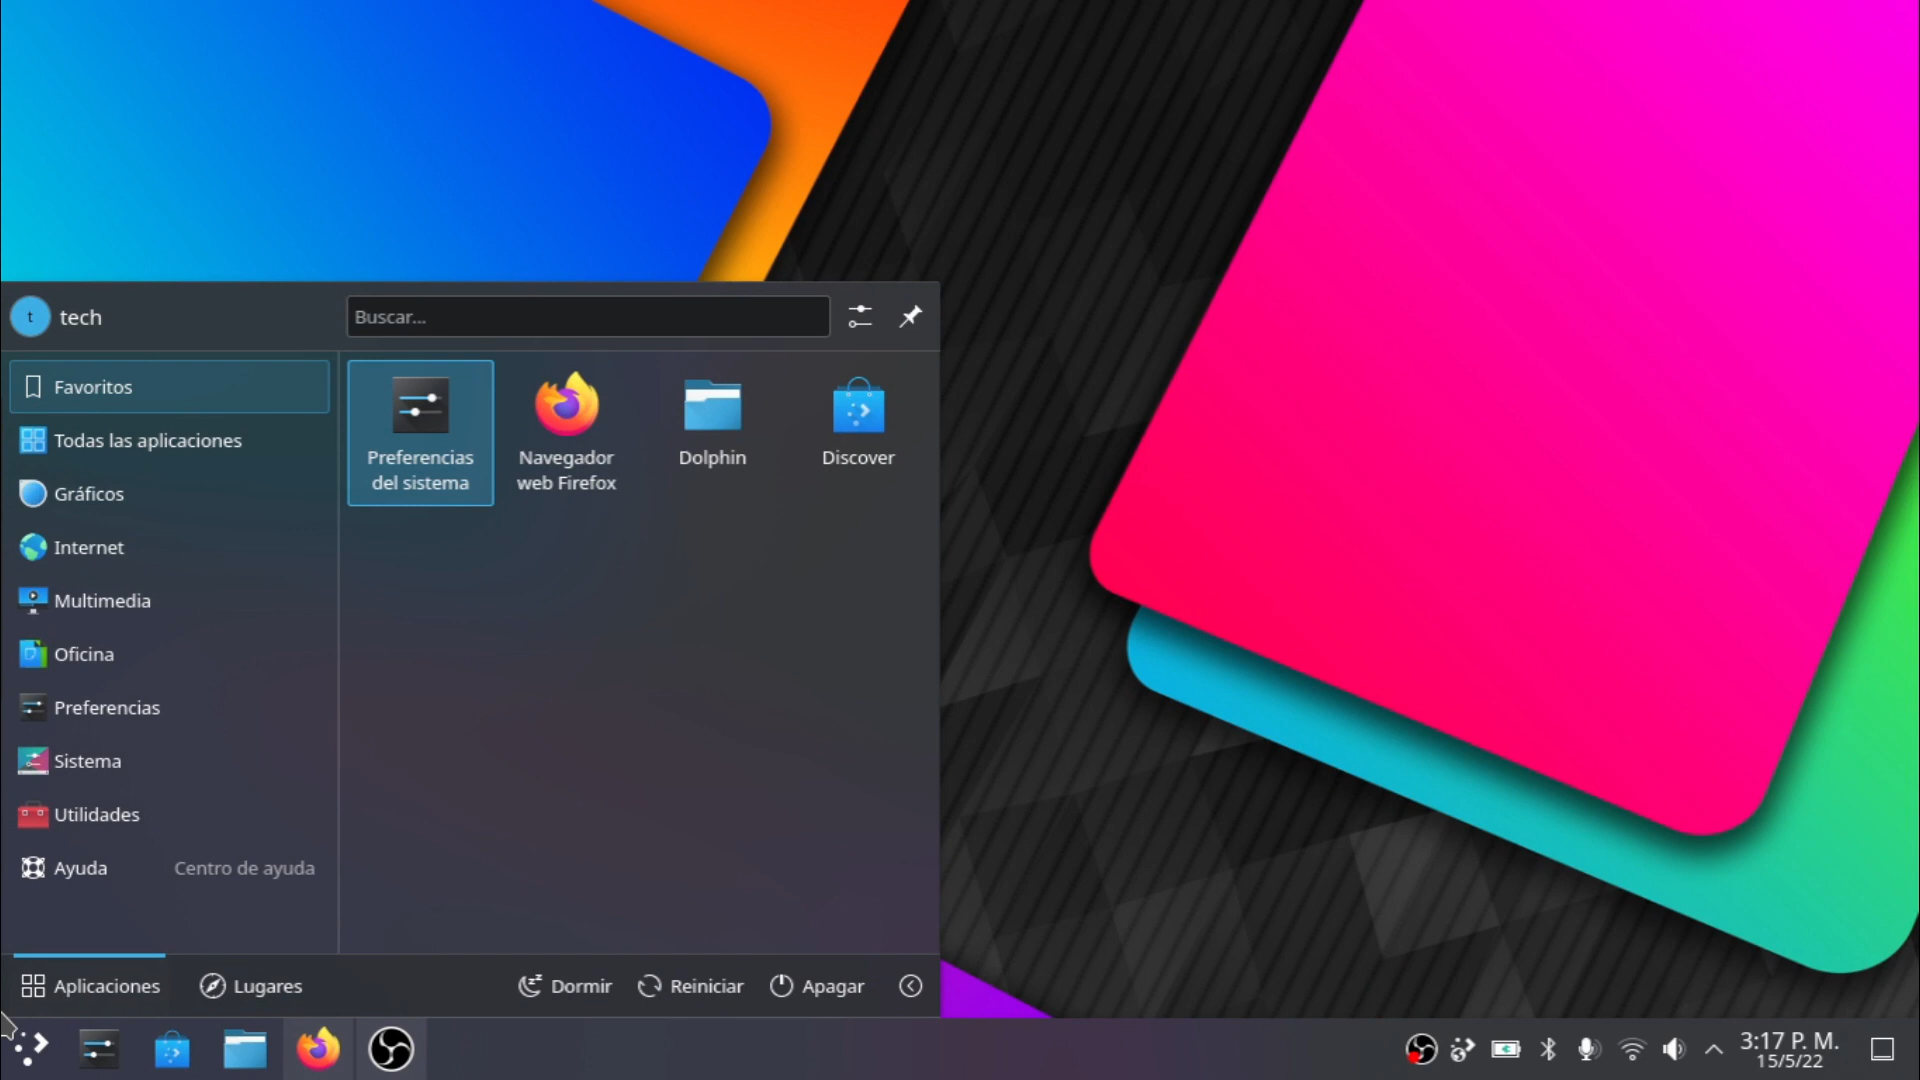 t
tech
Buscar...
Favoritos
Todas las aplicaciones
Gráficos
Internet
Multimedia
Oficina
Preferencias
Sistema
Utilidades
Ayuda Centro de ayuda
Preferencias
del sistema
Navegador
web Firefox
Dolphin
Discover
Aplicaciones
Lugares
Dormir
Reiniciar
Apagar
3:17 P. M.
15/5/22